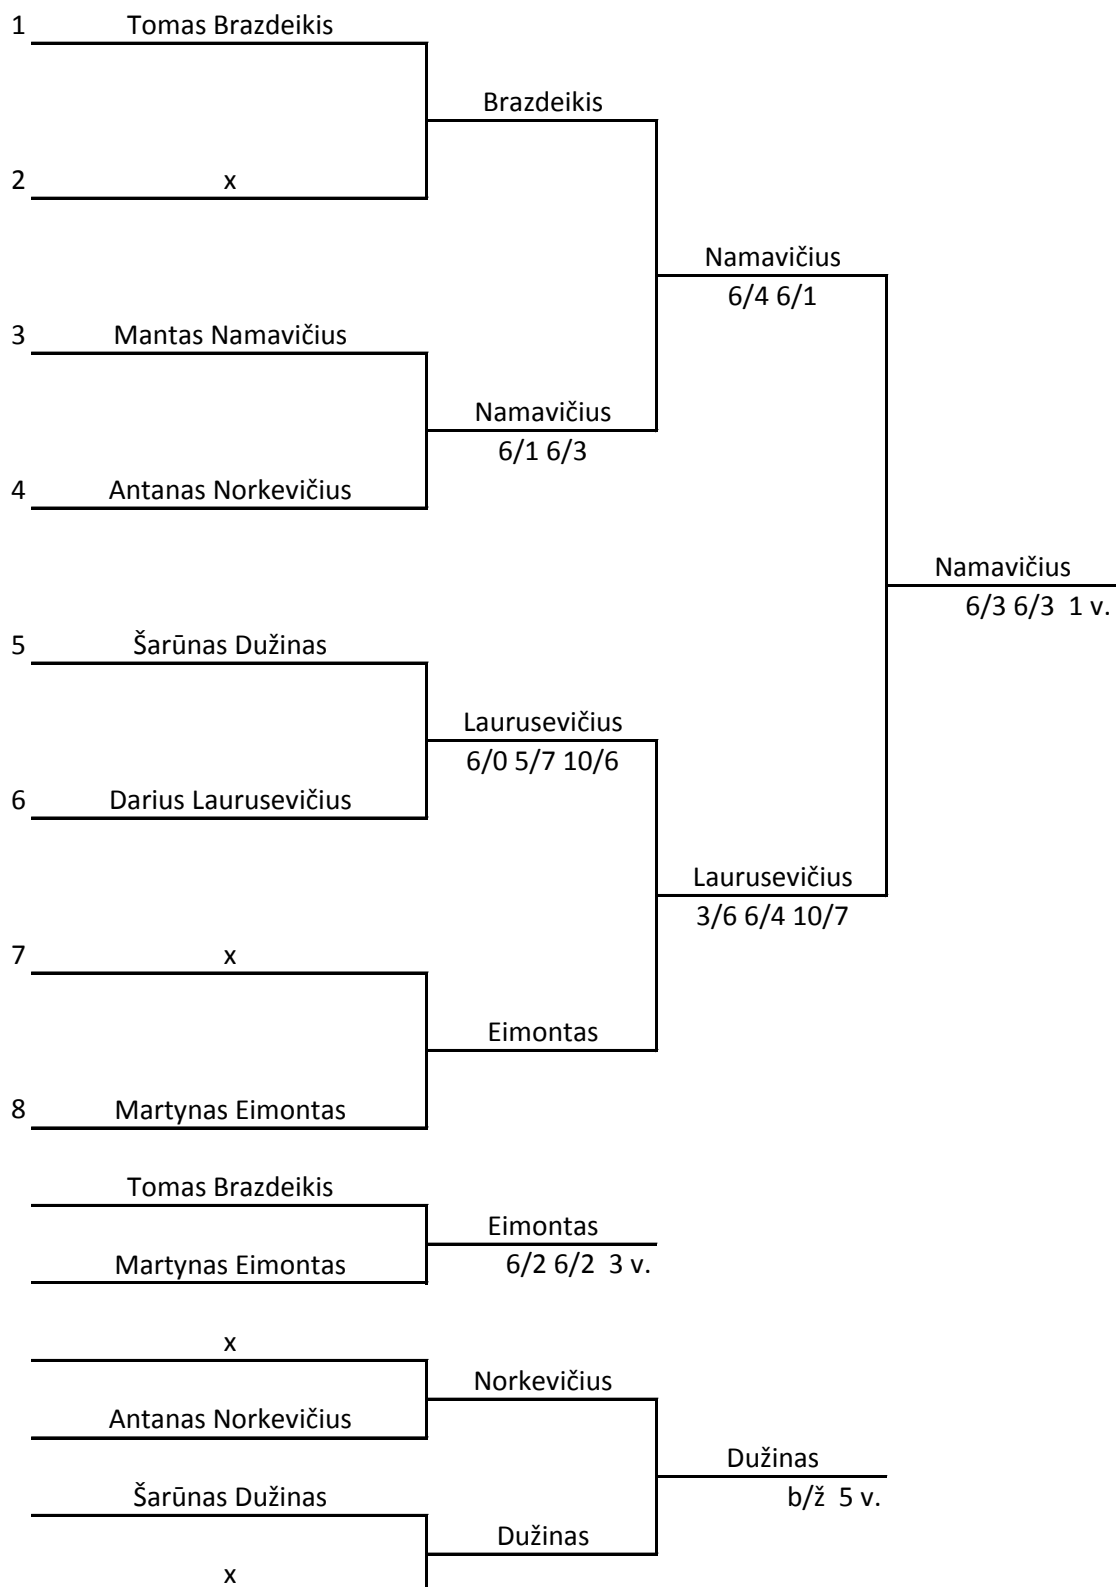 1 Tomas Brazdeikis
Brazdeikis
2 x
Namavičius
6/4 6/1
3 Mantas Namavičius
Namavičius
6/1 6/3
4 Antanas Norkevičius
Namavičius
6/3 6/3 1 v.
5 Šarūnas Dužinas
Laurusevičius
6/0 5/7 10/6
6 Darius Laurusevičius
Laurusevičius
3/6 6/4 10/7
7 x
Eimontas
8 Martynas Eimontas
Tomas Brazdeikis
Eimontas
6/2 6/2 3 v.
Martynas Eimontas
x
Norkevičius
Antanas Norkevičius
Dužinas
b/ž 5 v.
Šarūnas Dužinas
Dužinas
x